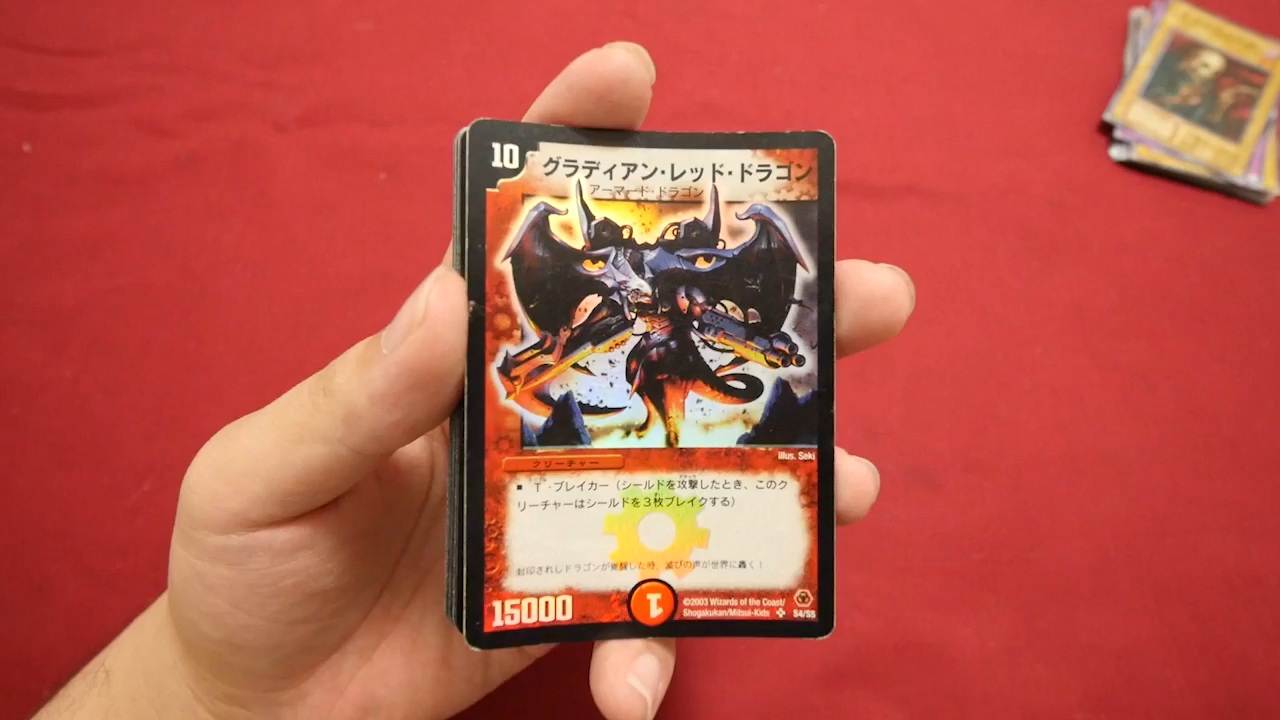 10
グラディアン・レッド・ドラゴン
アーマード・ドラゴン
illus. Seki
クリーチャー
■ T・ブレイカー（シールドを攻撃したとき、このク
リーチャーはシールドを3枚ブレイクする）
封印されしドラゴンが覚醒した時、滅びの声が世界に轟く！
15000
1
©2003 Wizards of the Coast/
Shogakukan/Mitsui-Kids
S4/S5